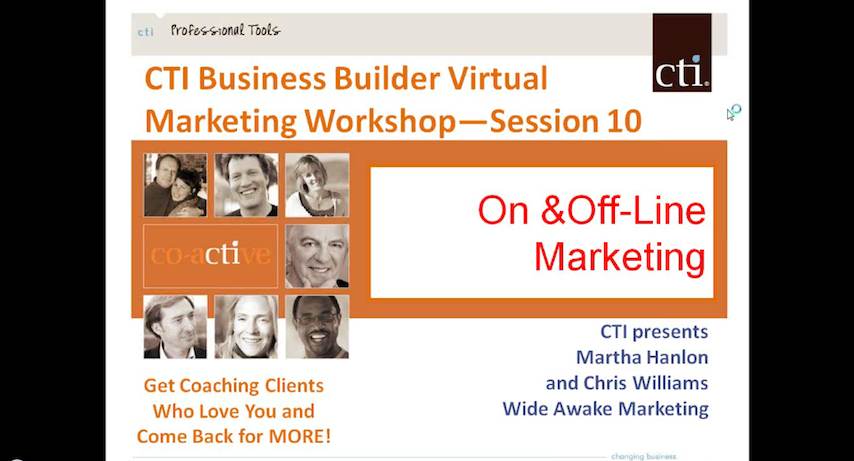 cti Professional Tools
cti
CTI Business Builder Virtual
Marketing Workshop—Session 10
co-active
On &Off-Line
Marketing
CTI presents
Martha Hanlon
and Chris Williams
Wide Awake Marketing
Get Coaching Clients
Who Love You and
Come Back for MORE!
changing business